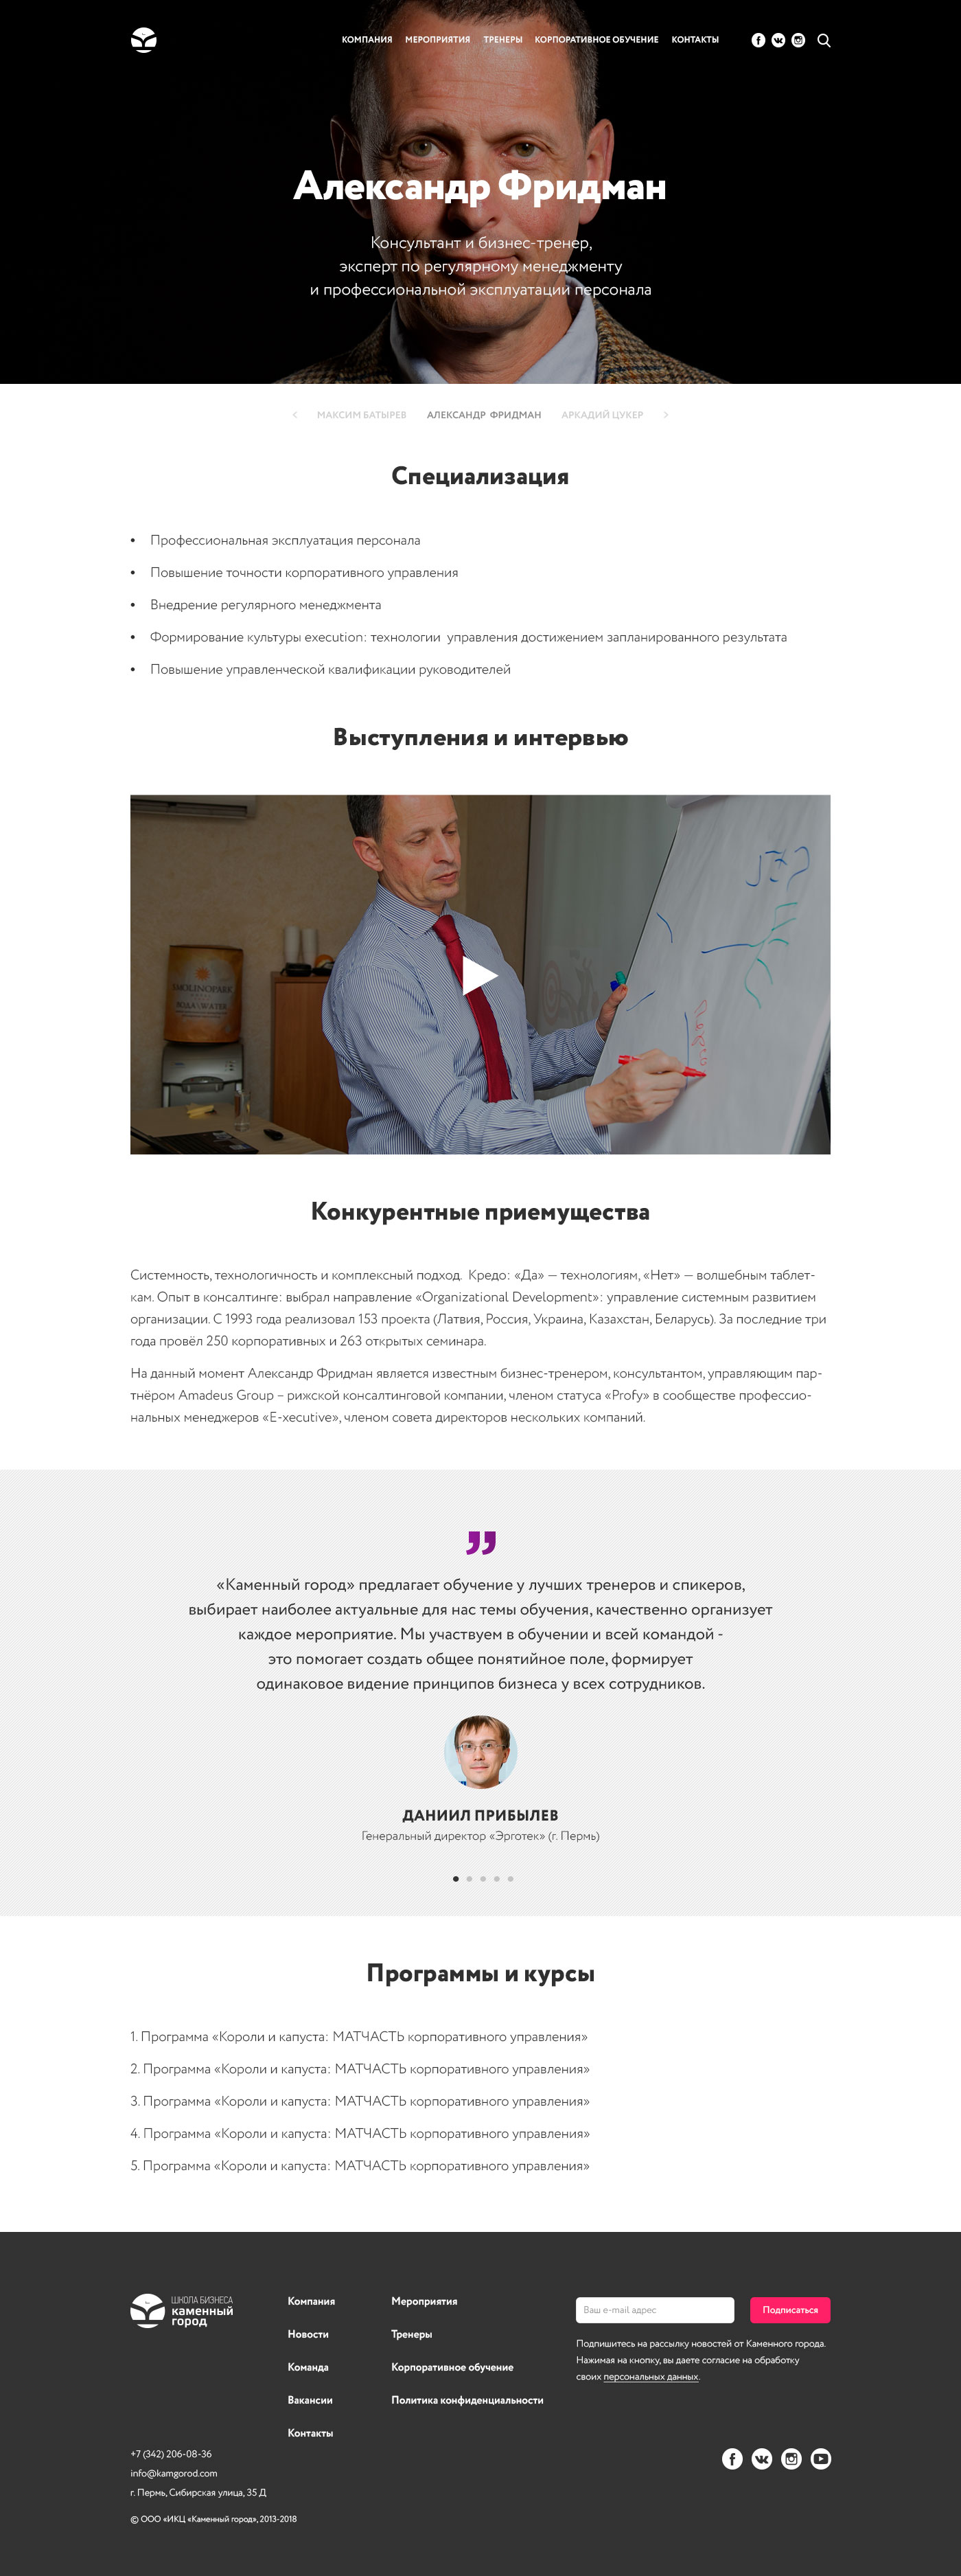 КОМПАНИЯ МЕРОПРИЯТИЯ ТРЕНЕРЫ КОРПОРАТИВНОЕ ОБУЧЕНИЕ КОНТАКТЫ
Александр Фридман
Консультант и бизнес-тренер,
эксперт по регулярному менеджменту
и профессиональной эксплуатации персонала
< МАКСИМ БАТЫРЕВ АЛЕКСАНДР ФРИДМАН АРКАДИЙ ЦУКЕР >
Специализация
• Профессиональная эксплуатация персонала
• Повышение точности корпоративного управления
• Внедрение регулярного менеджмента
• Формирование культуры execution: технологии управления достижением запланированного результата
• Повышение управленческой квалификации руководителей
Выступления и интервью
SMOLINOPARK
Конкурентные приемущества
Системность, технологичность и комплексный подход. Кредо: «Да» — технологиям, «Нет» — волшебным таблет-
кам. Опыт в консалтинге: выбрал направление «Organizational Development»: управление системным развитием
организации. С 1993 года реализовал 153 проекта (Латвия, Россия, Украина, Казахстан, Беларусь). За последние три
года провёл 250 корпоративных и 263 открытых семинара.
На данный момент Александр Фридман является известным бизнес-тренером, консультантом, управляющим пар-
тнёром Amadeus Group – рижской консалтинговой компании, членом статуса «Profy» в сообществе профессио-
нальных менеджеров «E-xecutive», членом совета директоров нескольких компаний.
”
«Каменный город» предлагает обучение у лучших тренеров и спикеров,
выбирает наиболее актуальные для нас темы обучения, качественно организует
каждое мероприятие. Мы участвуем в обучении и всей командой -
это помогает создать общее понятийное поле, формирует
одинаковое видение принципов бизнеса у всех сотрудников.
ДАНИИЛ ПРИБЫЛЕВ
Генеральный директор «Эрготек» (г. Пермь)
Программы и курсы
1. Программа «Короли и капуста: МАТЧАСТЬ корпоративного управления»
2. Программа «Короли и капуста: МАТЧАСТЬ корпоративного управления»
3. Программа «Короли и капуста: МАТЧАСТЬ корпоративного управления»
4. Программа «Короли и капуста: МАТЧАСТЬ корпоративного управления»
5. Программа «Короли и капуста: МАТЧАСТЬ корпоративного управления»
ШКОЛА БИЗНЕСА
каменный
город
Компания
Новости
Команда
Вакансии
Контакты
Мероприятия
Тренеры
Корпоративное обучение
Политика конфиденциальности
Ваш e-mail адрес
Подписаться
Подпишитесь на рассылку новостей от Каменного города.
Нажимая на кнопку, вы даете согласие на обработку
своих персональных данных.
+7 (342) 206-08-36
info@kamgorod.com
г. Пермь, Сибирская улица, 35 Д
© ООО «ИКЦ «Каменный город», 2013-2018